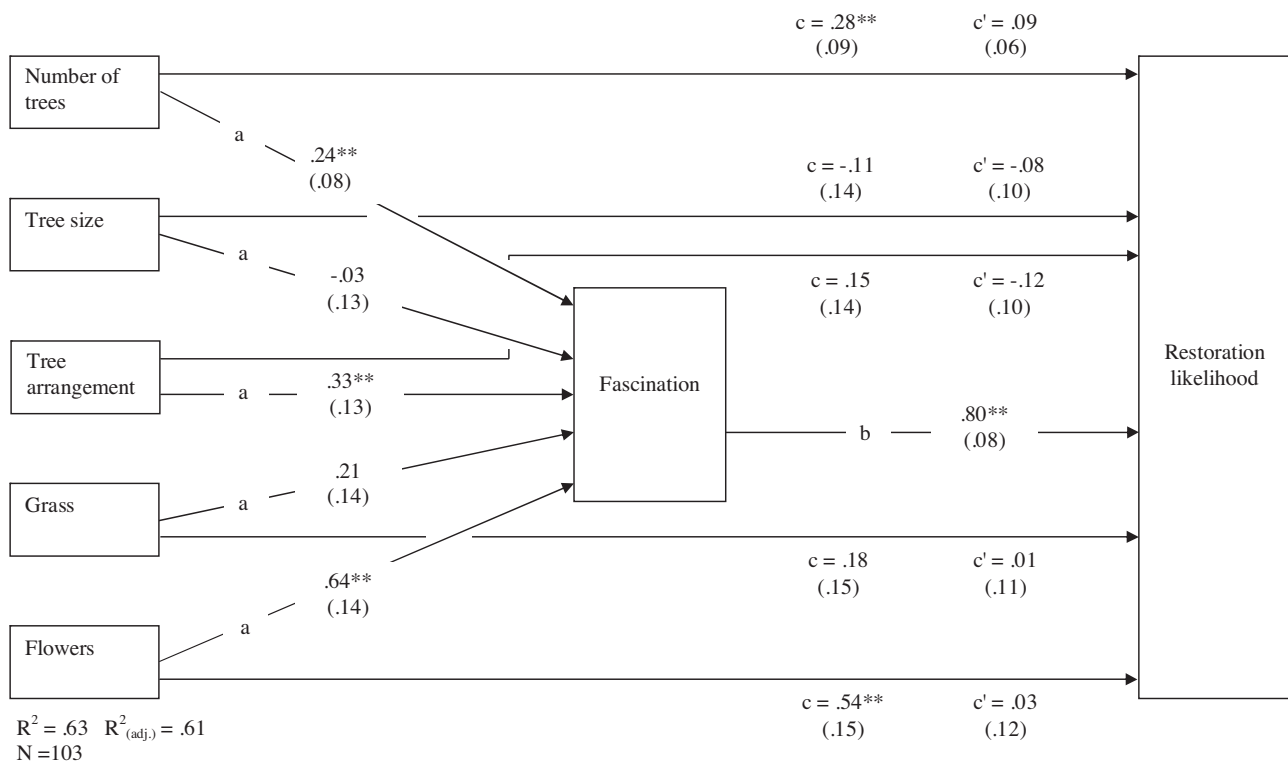 c = .28** c' = .09
(.09) (.06)
Number of
trees
a
.24**
(.08)
c = -.11 c' = -.08
(.14) (.10)
Tree size
a
-.03
(.13)
c = .15 c' = -.12
(.14) (.10)
Tree
arrangement
a
.33**
(.13)
Fascination
Restoration
likelihood
b
.80**
(.08)
Grass
a
.21
(.14)
c = .18 c' = .01
(.15) (.11)
.64**
(.14)
a
Flowers
c = .54** c' = .03
(.15) (.12)
R² = .63 R²(adj.) = .61
N =103